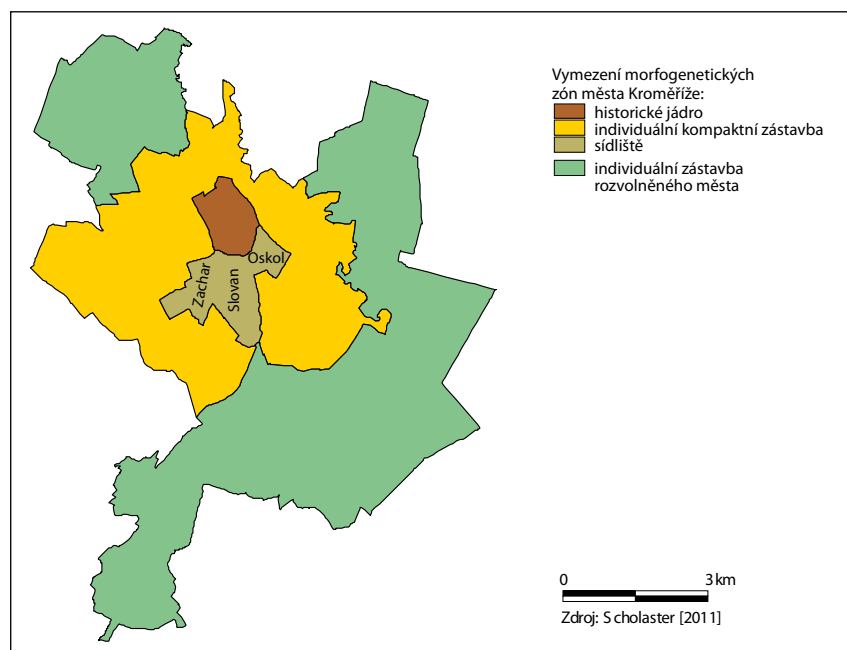 Vymezení morfogenetických
zón města Kroměříže:
historické jádro
individuální kompaktní zástavba
sídliště
individuální zástavba
rozvolněného města
Oskol
Zachar
Slovan
0 3 km
Zdroj: S cholaster [2011]